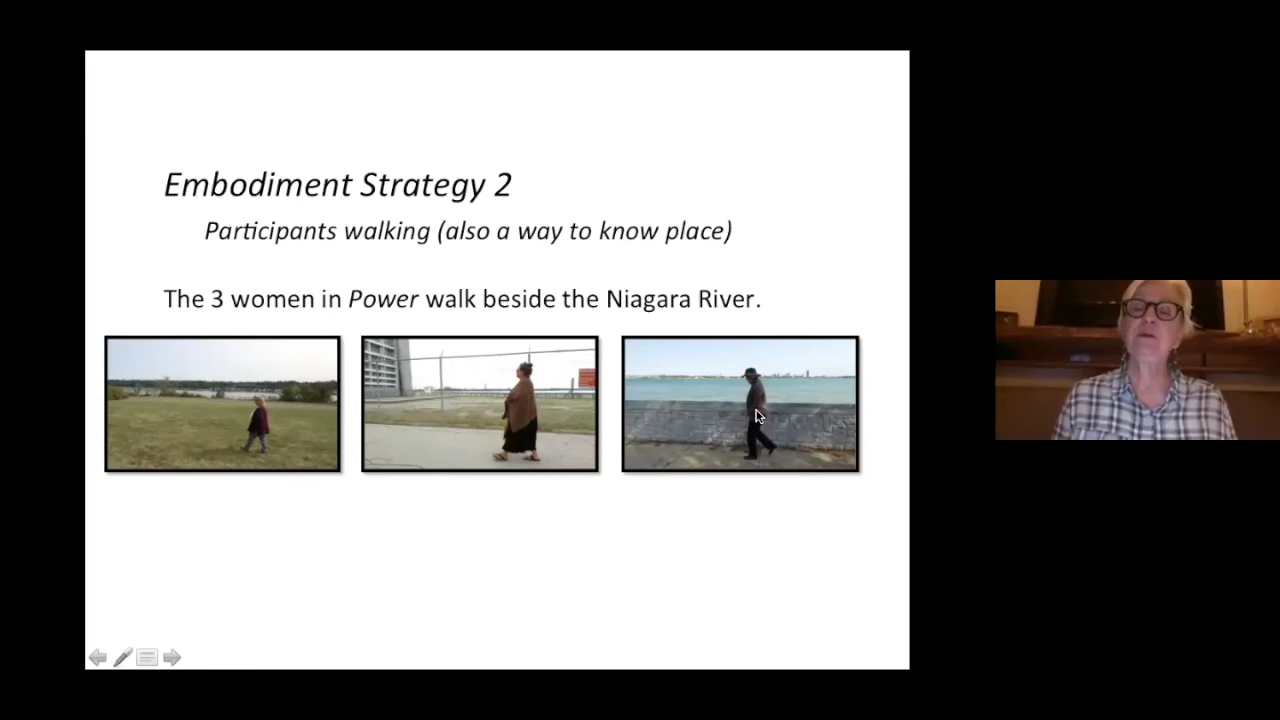 Embodiment Strategy 2
Participants walking (also a way to know place)
The 3 women in Power walk beside the Niagara River.